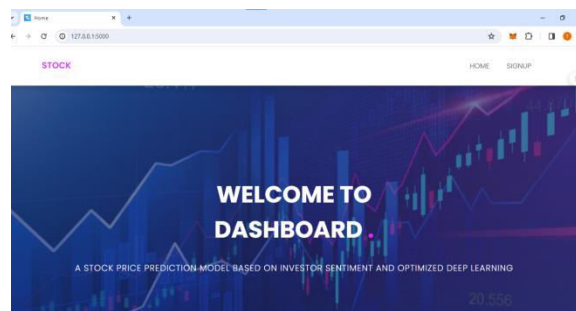 Home
127.0.0.1:5000
STOCK
HOME SIGNUP
WELCOME TO
DASHBOARD .
A STOCK PRICE PREDICTION MODEL BASED ON INVESTOR SENTIMENT AND OPTIMIZED DEEP LEARNING
20.556